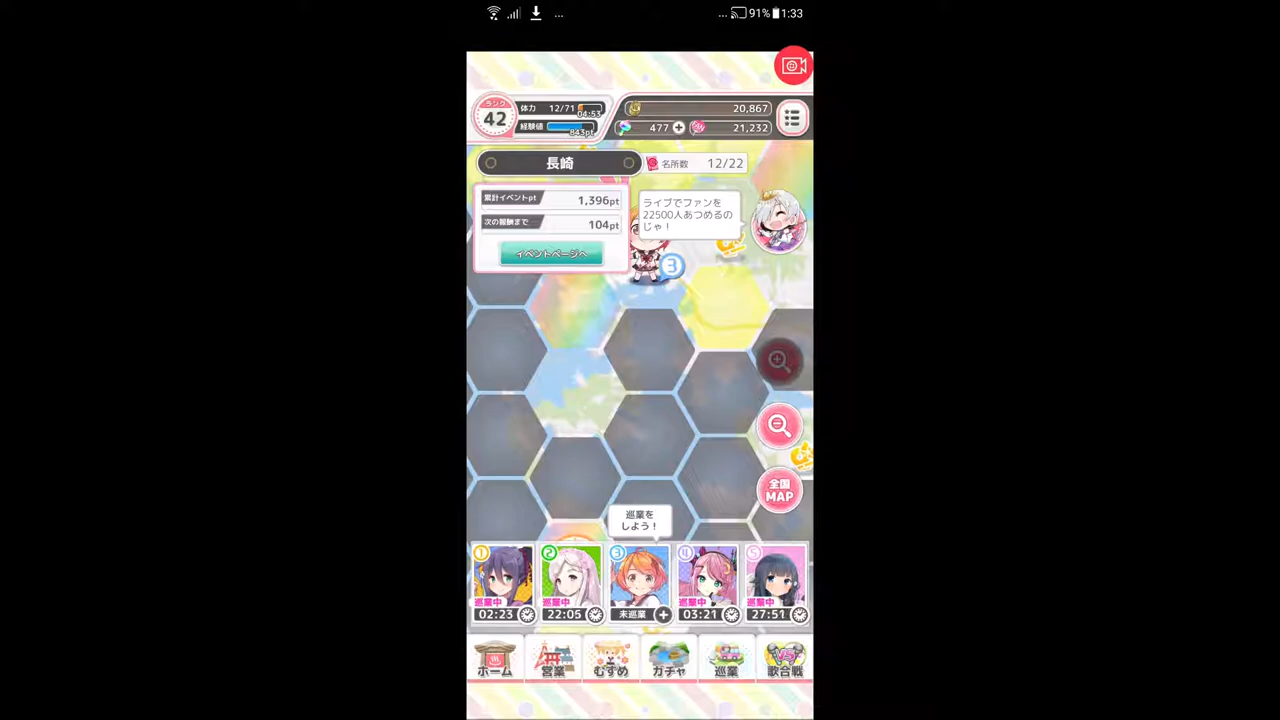 … … 91% 1:33
ランク
42
体力 12/71
04:53
経験値
843pt
20,867
477
21,232
長崎
名所数 12/22
累計イベントpt 1,396pt
次の報酬まで 104pt
イベントページへ
ライブでファンを
22500人あつめるの
じゃ！
3
全国
MAP
巡業を
しよう！
1 2 3 4 5
巡業中 巡業中 巡業中 巡業中
02:23 22:05 未巡業 03:21 27:51
ホーム 営業 むすめ ガチャ 巡業 歌合戦